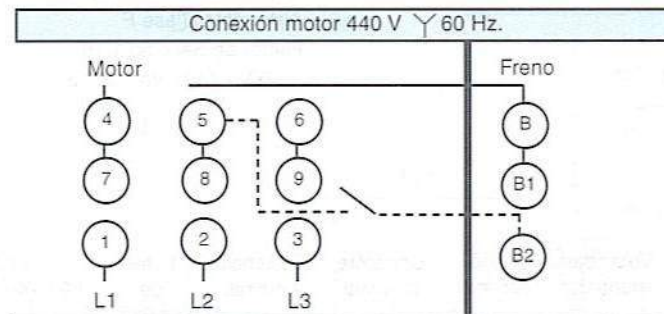 Conexión motor 440 V Y 60 Hz.
Motor Freno
4 5 6 B
7 8 9 B1
1 2 3 B2
L1 L2 L3